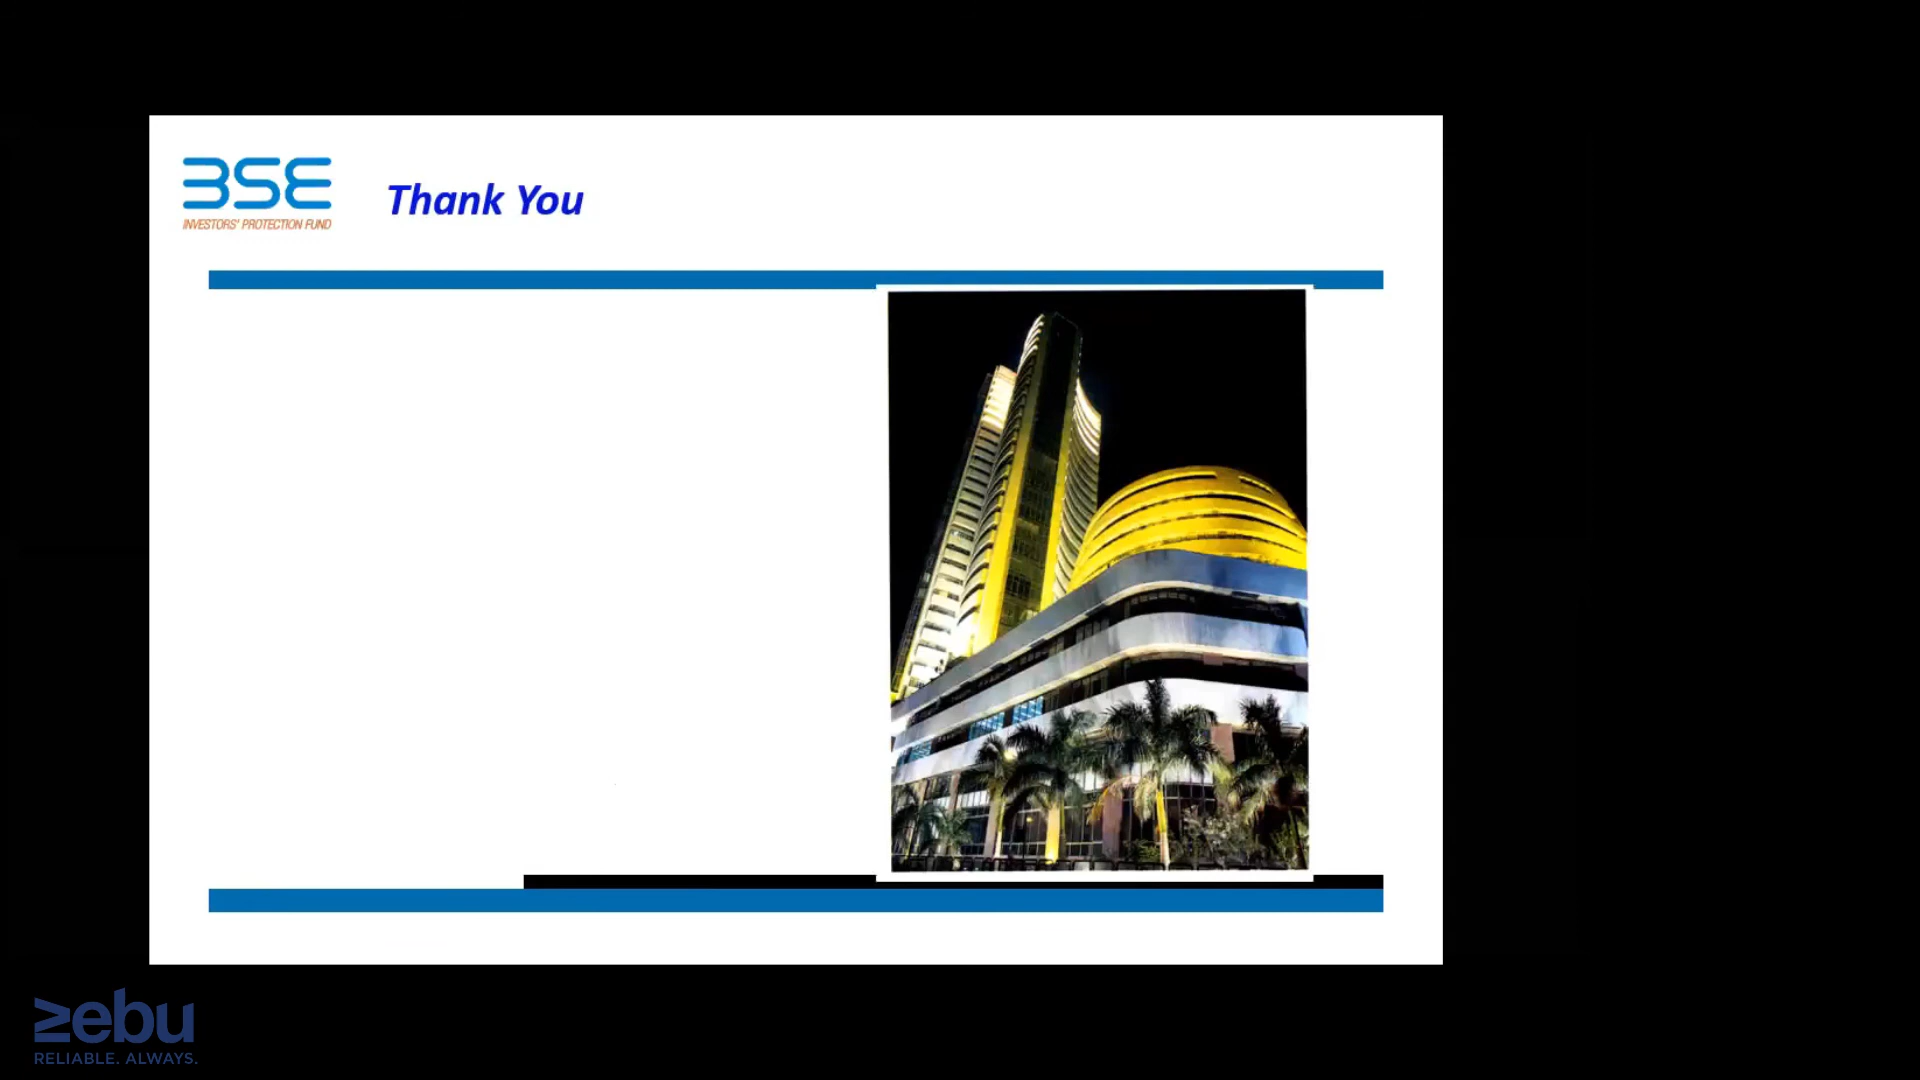 BSE
INVESTORS' PROTECTION FUND
Thank You
zebu
RELIABLE. ALWAYS.